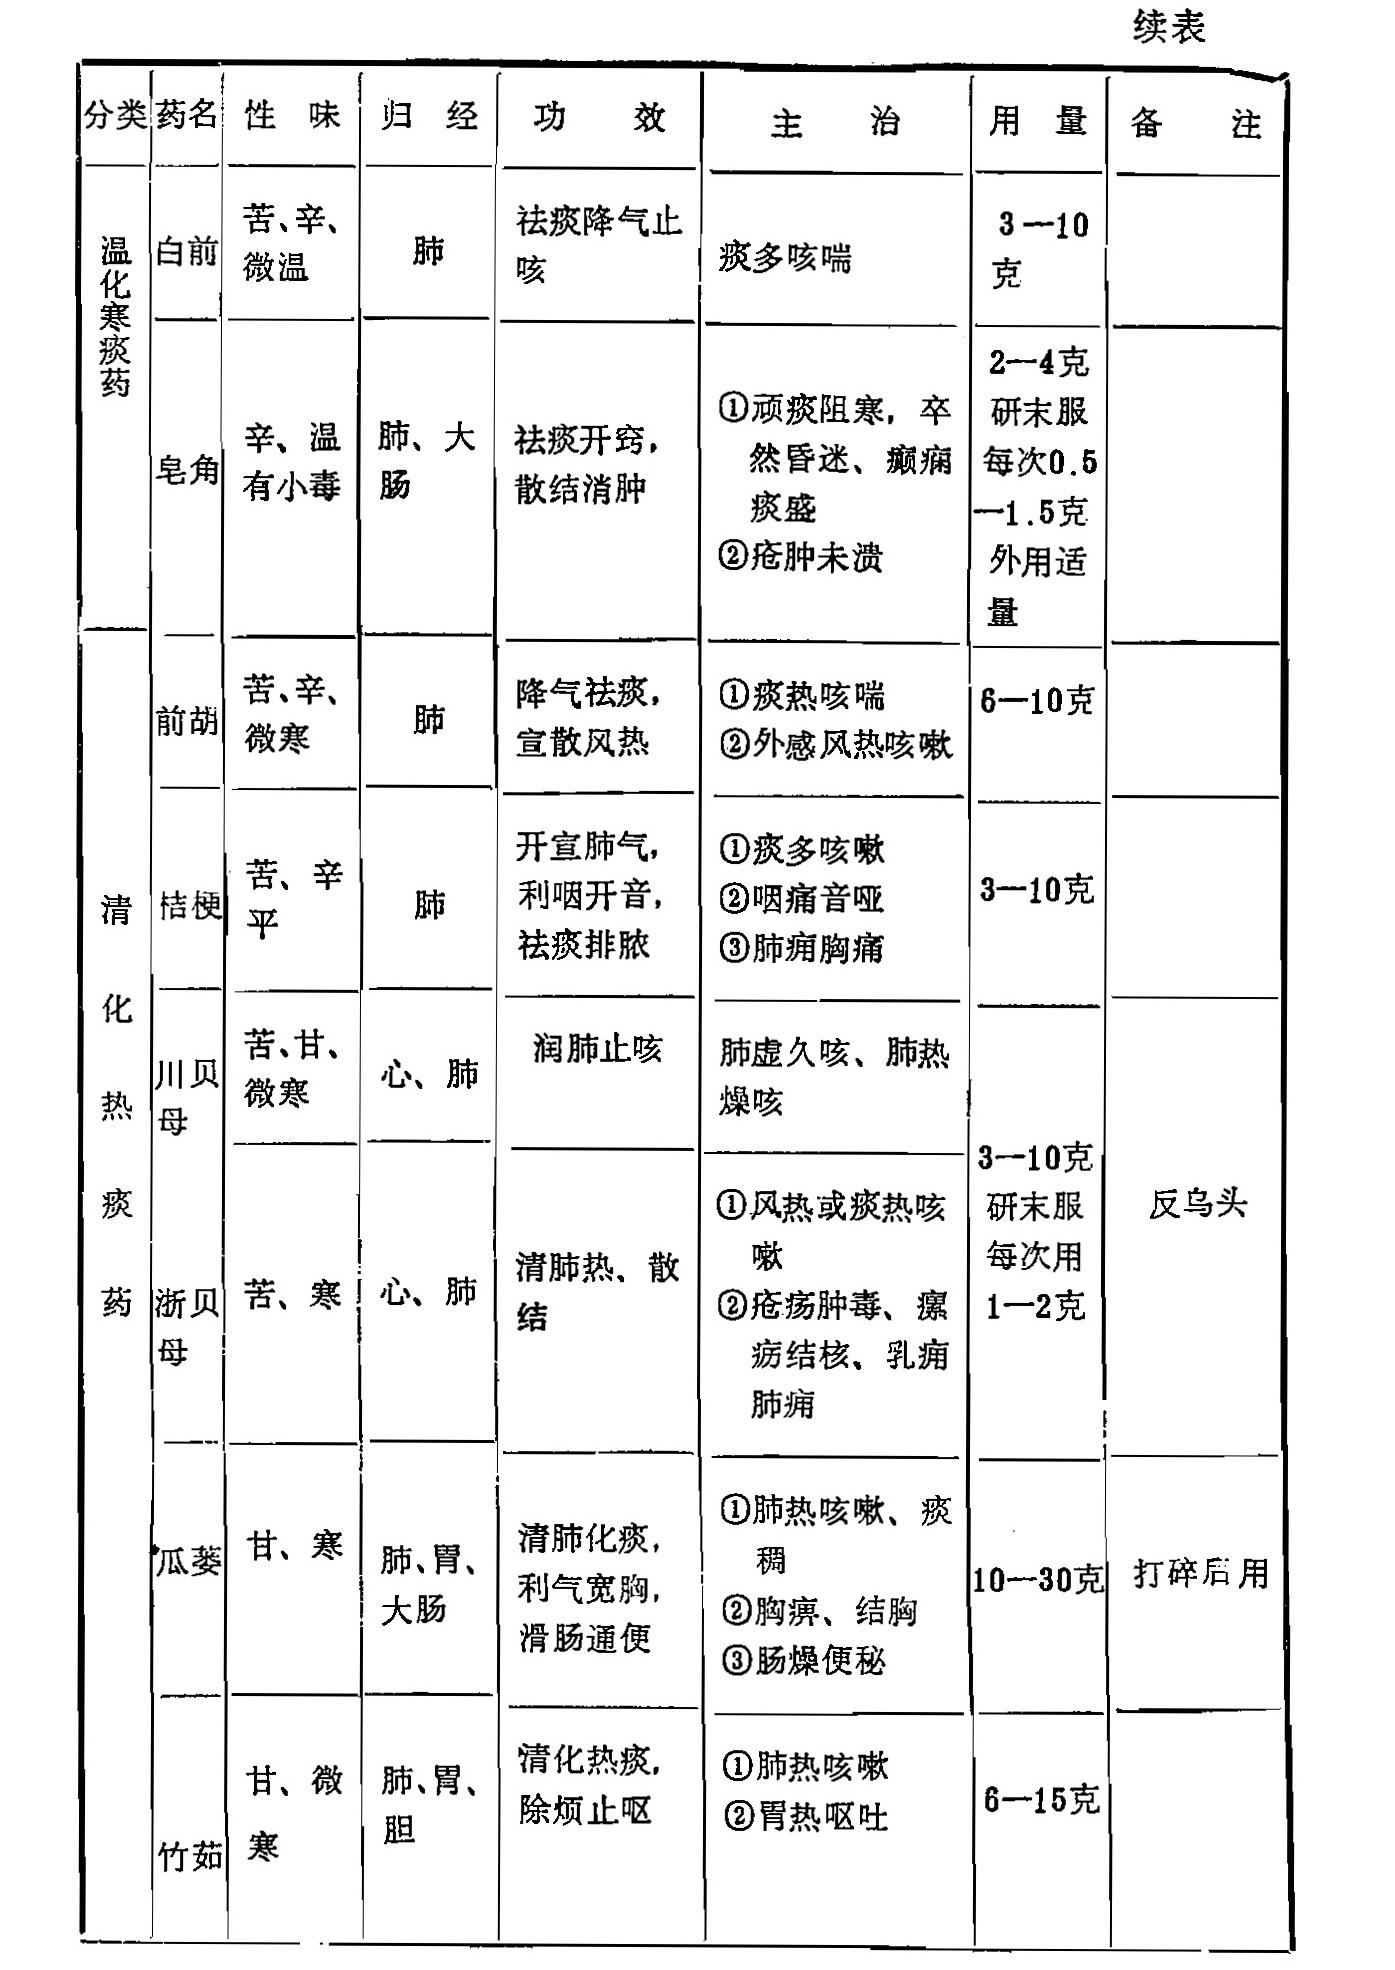 续表
分类 药名 性味 归经 功效 主治 用量 备注
温化寒痰药
白前
苦、辛、
微温
肺
祛痰降气止
咳
痰多咳喘
3—10
克
皂角
辛、温
有小毒
肺、大
肠
祛痰开窍，
散结消肿
①顽痰阻寒，卒
然昏迷、癫痫
痰盛
②疮肿未溃
2—4克
研末服
每次0.5
—1.5克
外用适
量
清化热痰药
前胡
苦、辛、
微寒
肺
降气祛痰，
宣散风热
①痰热咳喘
②外感风热咳嗽
6—10克
桔梗
苦、辛
平
肺
开宣肺气，
利咽开音，
祛痰排脓
①痰多咳嗽
②咽痛音哑
③肺痈胸痛
3—10克
川贝
母
苦、甘、
微寒
心、肺
润肺止咳
肺虚久咳、肺热
燥咳
3—10克
研末服
每次用
1—2克
反乌头
浙贝
母
苦、寒
心、肺
清肺热、散
结
①风热或痰热咳
嗽
②疮疡肿毒、瘰
疬结核、乳痈
肺痈
瓜蒌
甘、寒
肺、胃、
大肠
清肺化痰，
利气宽胸，
滑肠通便
①肺热咳嗽、痰
稠
②胸痹、结胸
③肠燥便秘
10—30克
打碎后用
竹茹
甘、微
寒
肺、胃、
胆
清化热痰，
除烦止呕
①肺热咳嗽
②胃热呕吐
6—15克